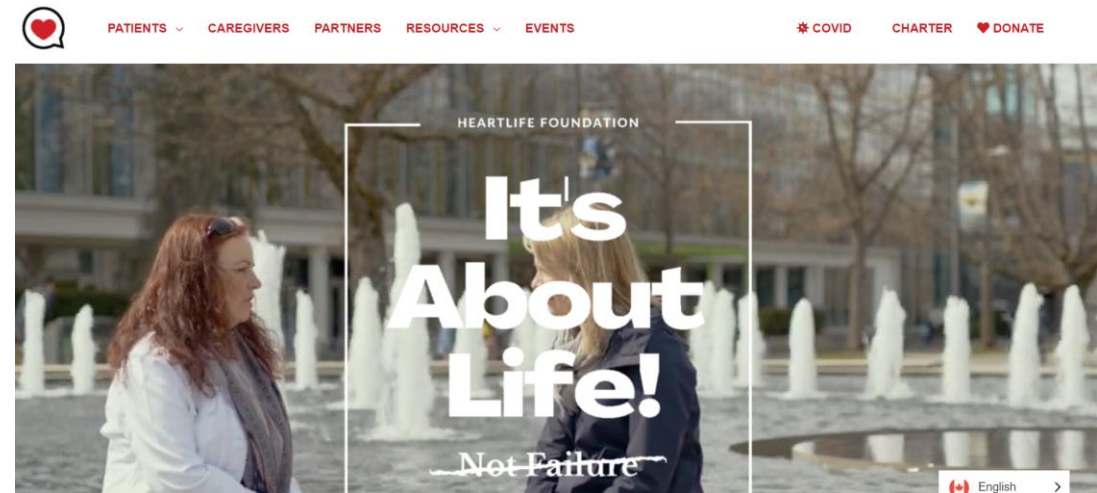 PATIENTS CAREGIVERS PARTNERS RESOURCES EVENTS COVID CHARTER DONATE
HEARTLIFE FOUNDATION
It's
About
Life!
Not Failure
English